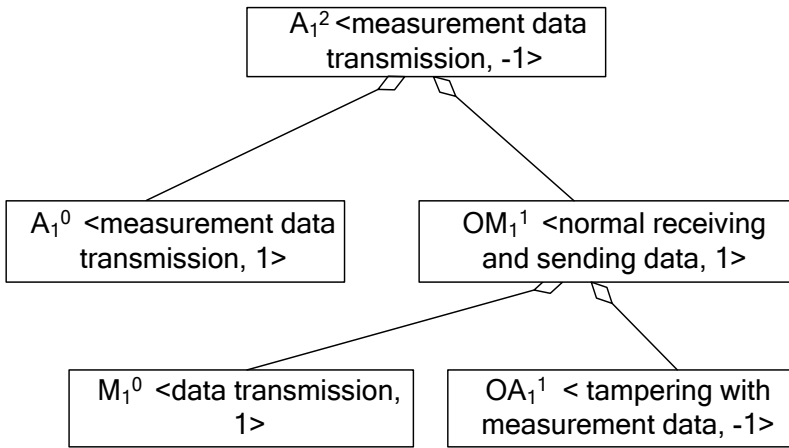 A₁² <measurement data
transmission, -1>
A₁⁰ <measurement data
transmission, 1>
OM₁¹ <normal receiving
and sending data, 1>
M₁⁰ <data transmission,
1>
OA₁¹ < tampering with
measurement data, -1>